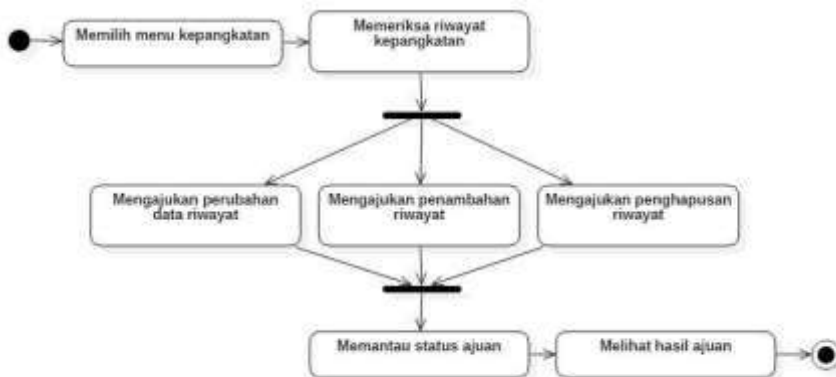 Memilih menu kepangkatan
Memeriksa riwayat
kepangkatan
Mengajukan perubahan
data riwayat
Mengajukan penambahan
riwayat
Mengajukan penghapusan
riwayat
Memantau status ajuan
Melihat hasil ajuan